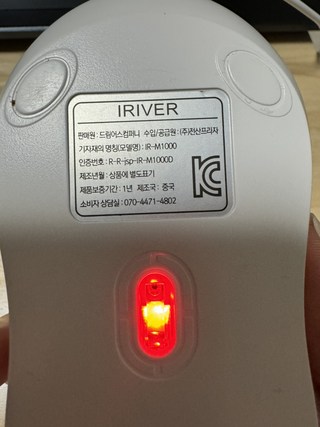 IRIVER
판매원 : 드림어스컴퍼니 수입/공급원 : (주)전산프라자
기자재의 명칭(모델명) : IR-M1000
인증번호 : R-R-jsp-IR-M1000D
제조년월 : 상품에 별도표기
제품보증기간 : 1년 제조국 : 중국
소비자 상담실 : 070-4471-4802